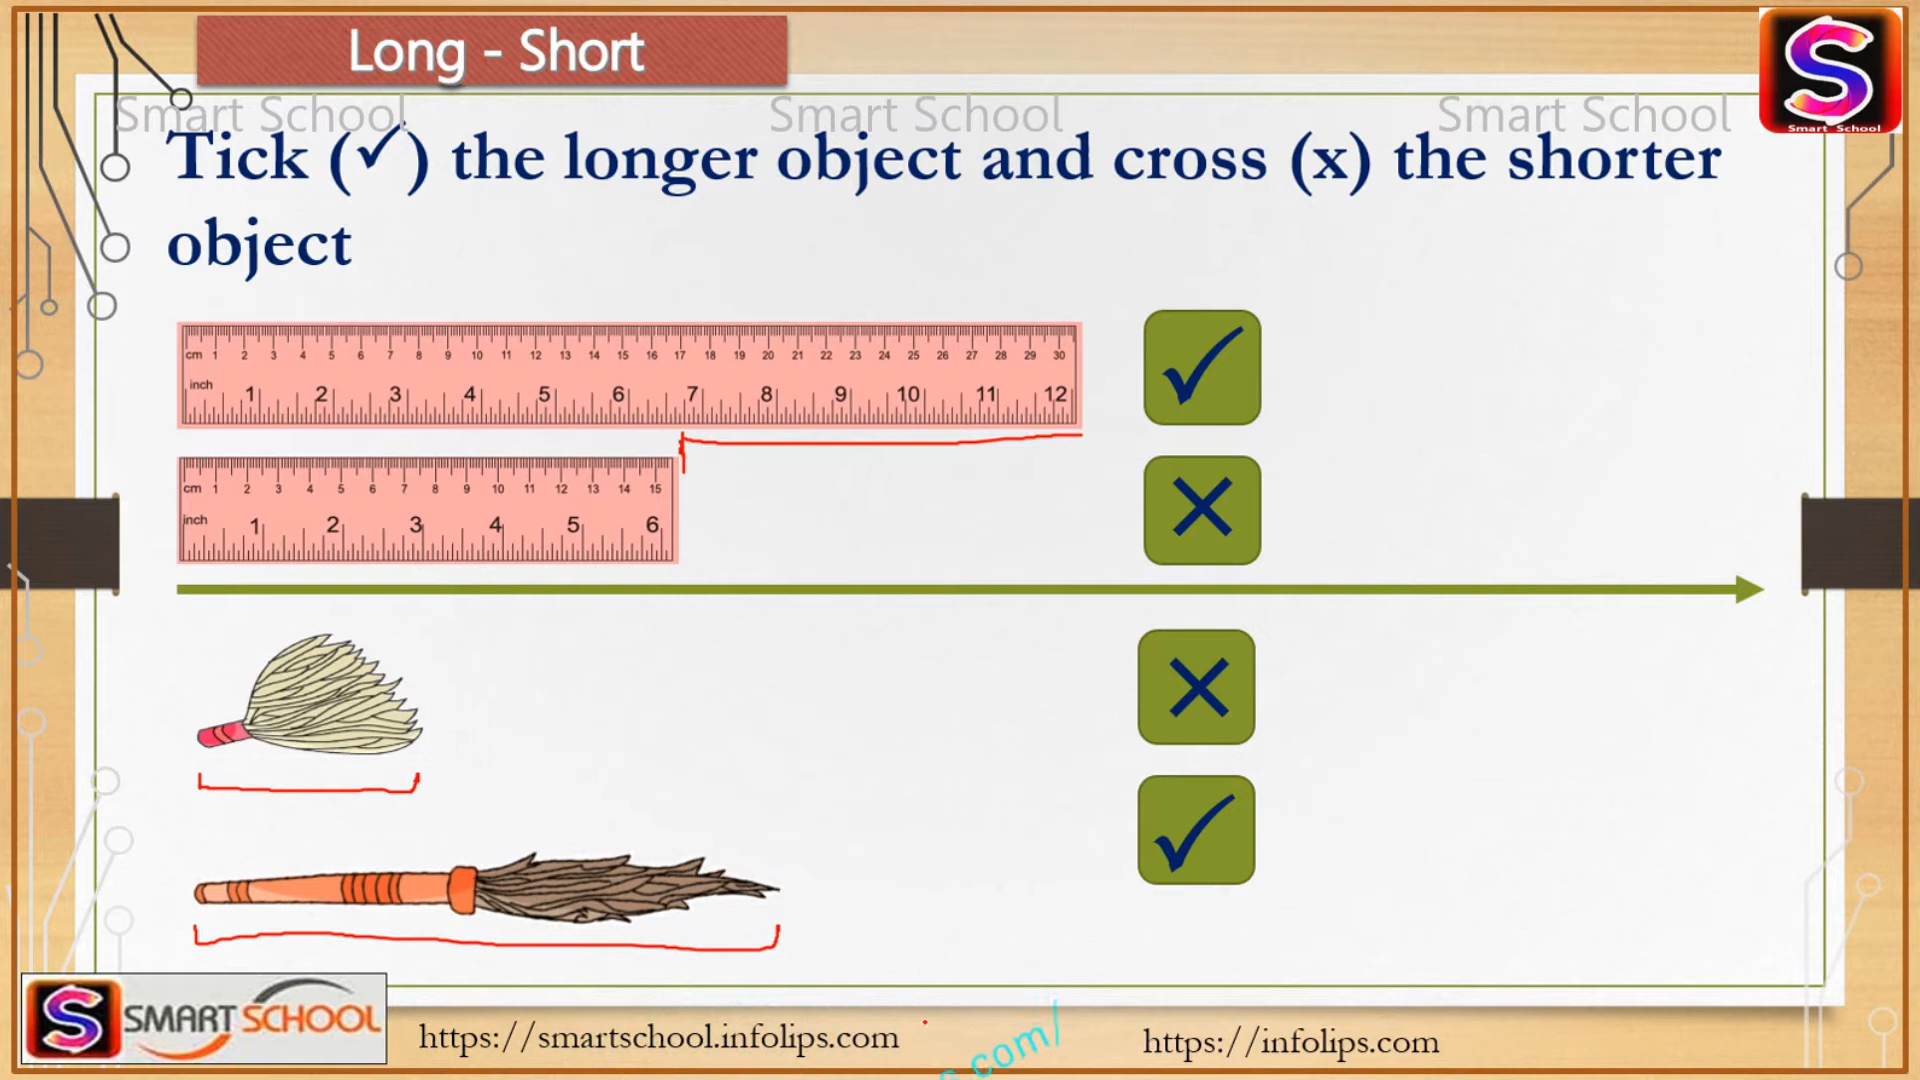 Long - Short
Smart School Smart School Smart School
Smart School
Tick (✓) the longer object and cross (x) the shorter
object
cm 1 2 3 4 5 6 7 8 9 10 11 12 13 14 15 16 17 18 19 20 21 22 23 24 25 26 27 28 29 30
inch 1 2 3 4 5 6 7 8 9 10 11 12
cm 1 2 3 4 5 6 7 8 9 10 11 12 13 14 15
inch 1 2 3 4 5 6
SMART SCHOOL
https://smartschool.infolips.com
s.com/
https://infolips.com